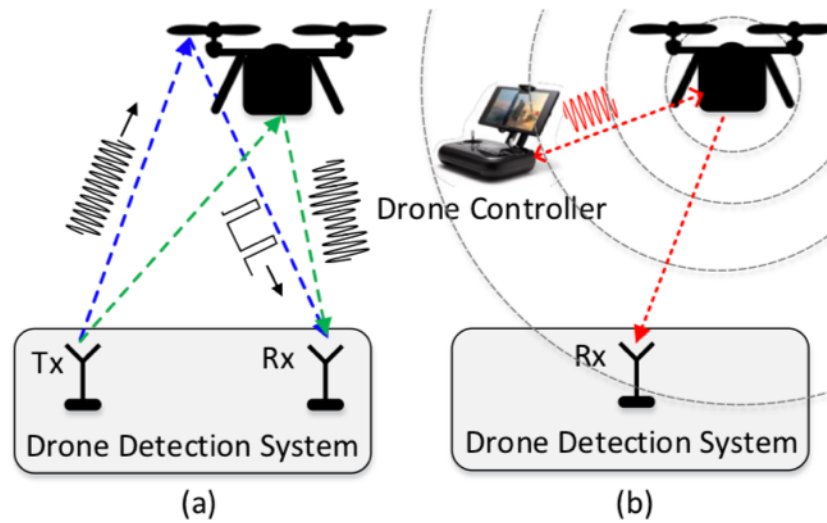 Drone Controller
Tx
Rx
Drone Detection System
(a)
Rx
Drone Detection System
(b)